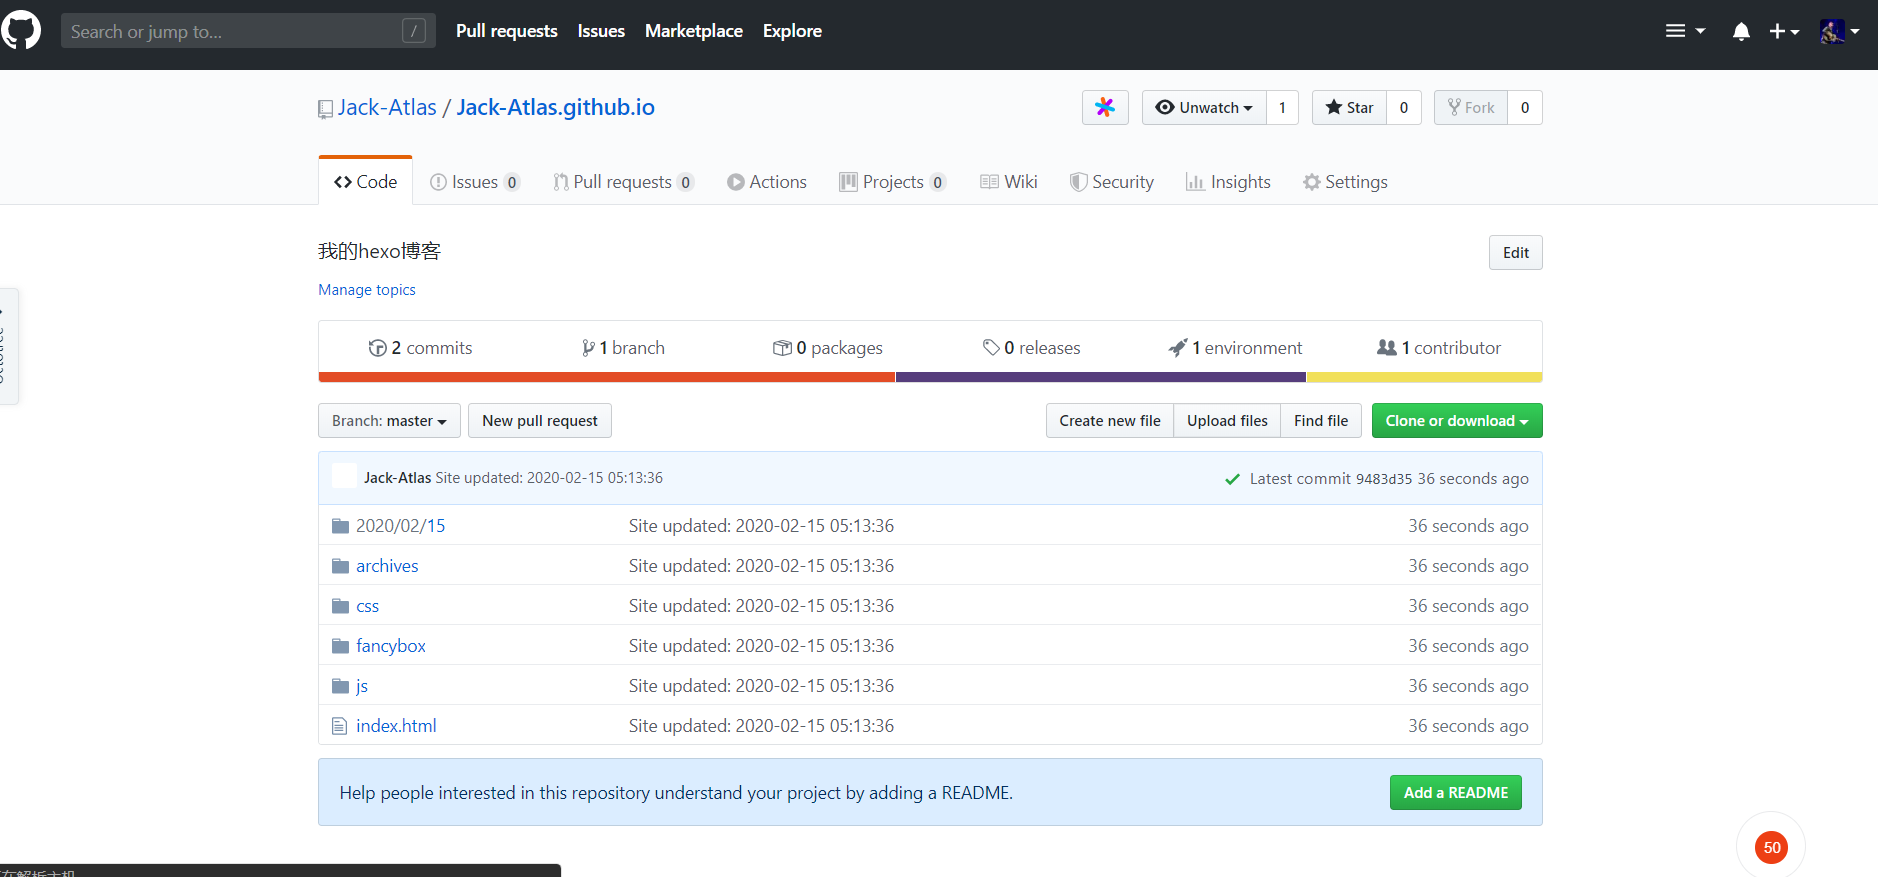 Search or jump to... / Pull requests Issues Marketplace Explore
Jack-Atlas / Jack-Atlas.github.io Unwatch 1 Star 0 Fork 0
Code Issues 0 Pull requests 0 Actions Projects 0 Wiki Security Insights Settings
我的hexo博客 Edit
Manage topics
2 commits 1 branch 0 packages 0 releases 1 environment 1 contributor
Branch: master New pull request Create new file Upload files Find file Clone or download
Jack-Atlas Site updated: 2020-02-15 05:13:36 Latest commit 9483d35 36 seconds ago
2020/02/15 Site updated: 2020-02-15 05:13:36 36 seconds ago
archives Site updated: 2020-02-15 05:13:36 36 seconds ago
css Site updated: 2020-02-15 05:13:36 36 seconds ago
fancybox Site updated: 2020-02-15 05:13:36 36 seconds ago
js Site updated: 2020-02-15 05:13:36 36 seconds ago
index.html Site updated: 2020-02-15 05:13:36 36 seconds ago
Help people interested in this repository understand your project by adding a README. Add a README
50